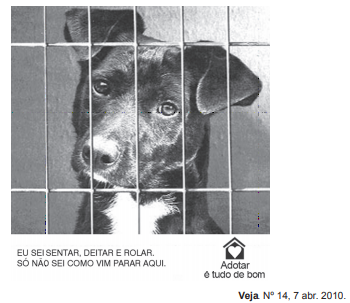 EU SEI SENTAR, DEITAR E ROLAR.
SÓ NÃO SEI COMO VIM PARAR AQUI.
Adotar
é tudo de bom
Veja. Nº 14, 7 abr. 2010.